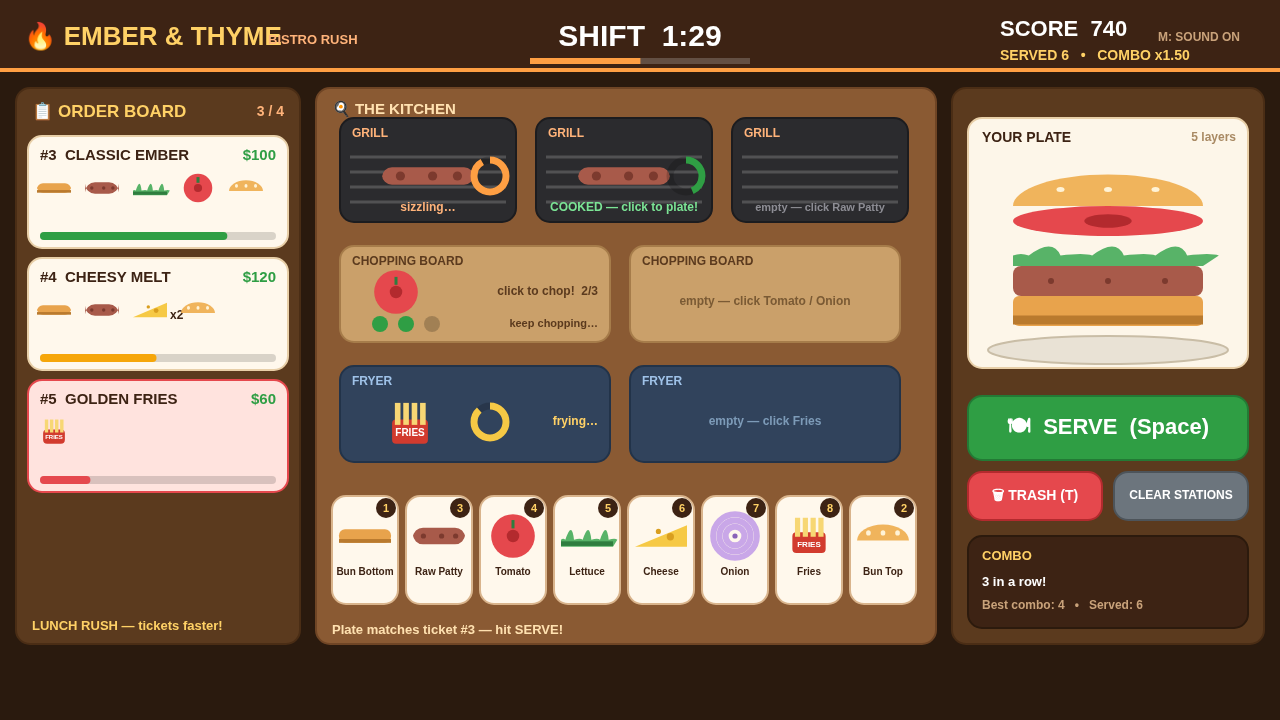 EMBER & THYME
BISTRO RUSH
SHIFT 1:29
SCORE 740
M: SOUND ON
SERVED 6 • COMBO x1.50
ORDER BOARD 3 / 4
#3 CLASSIC EMBER $100
#4 CHEESY MELT $120
x2
#5 GOLDEN FRIES $60
FRIES
LUNCH RUSH — tickets faster!
THE KITCHEN
GRILL
sizzling…
GRILL
COOKED — click to plate!
GRILL
empty — click Raw Patty
CHOPPING BOARD
click to chop! 2/3
keep chopping…
CHOPPING BOARD
empty — click Tomato / Onion
FRYER
FRIES
frying…
FRYER
empty — click Fries
1
Bun Bottom
3
Raw Patty
4
Tomato
5
Lettuce
6
Cheese
7
Onion
8
FRIES
Fries
2
Bun Top
Plate matches ticket #3 — hit SERVE!
YOUR PLATE 5 layers
SERVE (Space)
TRASH (T)
CLEAR STATIONS
COMBO
3 in a row!
Best combo: 4 • Served: 6